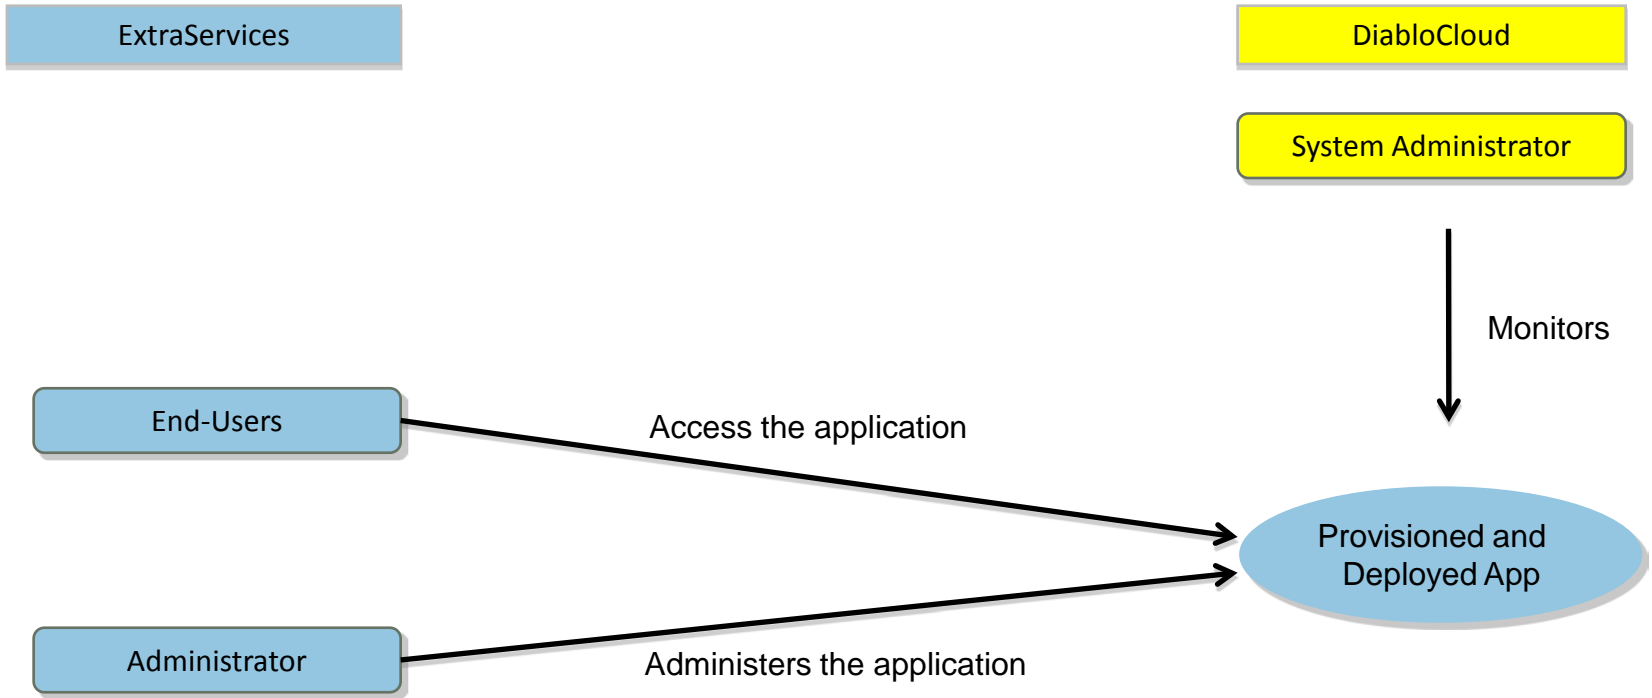 ExtraServices
DiabloCloud
System Administrator
Monitors
End-Users
Access the application
Provisioned and
Deployed App
Administrator
Administers the application